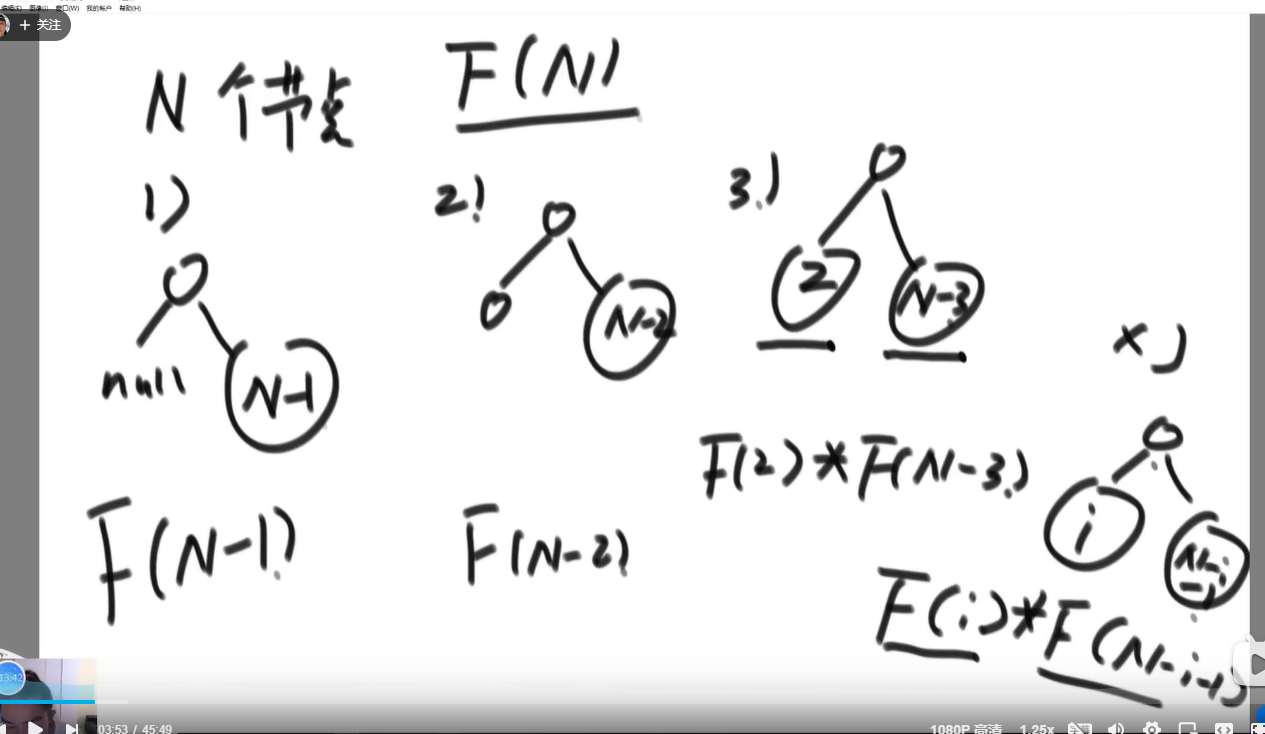 编辑(E) 图像(I) 窗口(W) 我的帐户 帮助(H)
+ 关注
N 个节点
F(N)
1)
null
N-1
F(N-1)
2)
N-2
F(N-2)
3)
2
N-3
F(2)*F(N-3)
x)
i
N-i-1
F(i)*F(N-i-1)
13:42
03:53 / 45:49
1080P 高清
1.25x